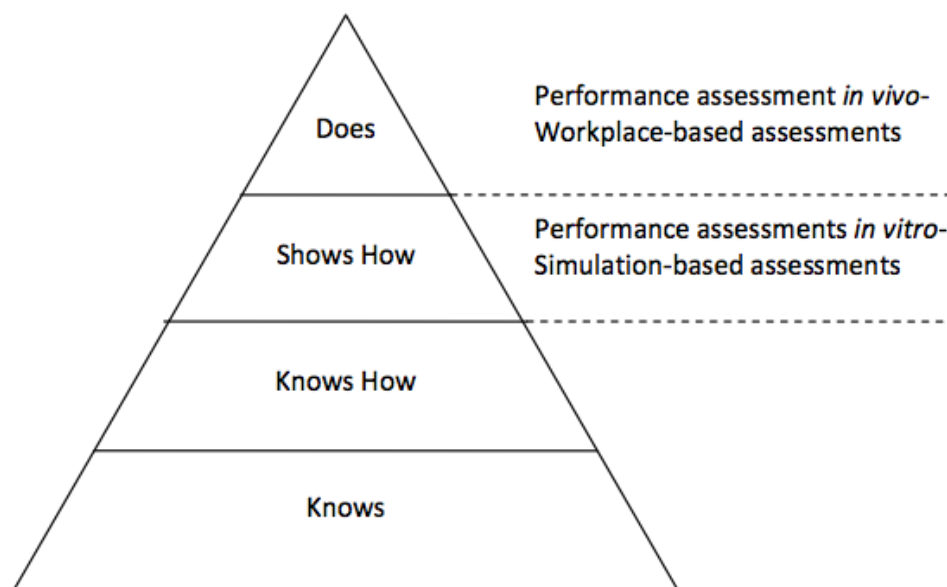 Does
Performance assessment in vivo-
Workplace-based assessments
Shows How
Performance assessments in vitro-
Simulation-based assessments
Knows How
Knows